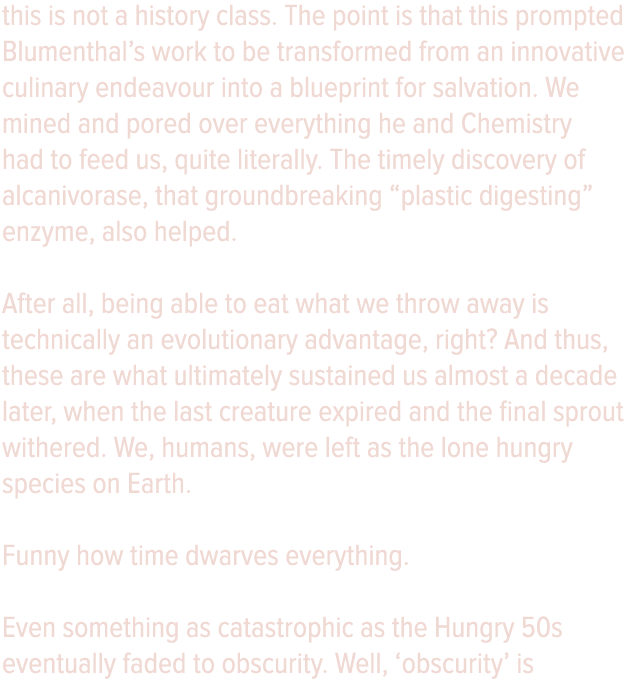 this is not a history class. The point is that this prompted
Blumenthal’s work to be transformed from an innovative
culinary endeavour into a blueprint for salvation. We
mined and pored over everything he and Chemistry
had to feed us, quite literally. The timely discovery of
alcanivorase, that groundbreaking “plastic digesting”
enzyme, also helped.

After all, being able to eat what we throw away is
technically an evolutionary advantage, right? And thus,
these are what ultimately sustained us almost a decade
later, when the last creature expired and the final sprout
withered. We, humans, were left as the lone hungry
species on Earth.

Funny how time dwarves everything.

Even something as catastrophic as the Hungry 50s
eventually faded to obscurity. Well, ‘obscurity’ is